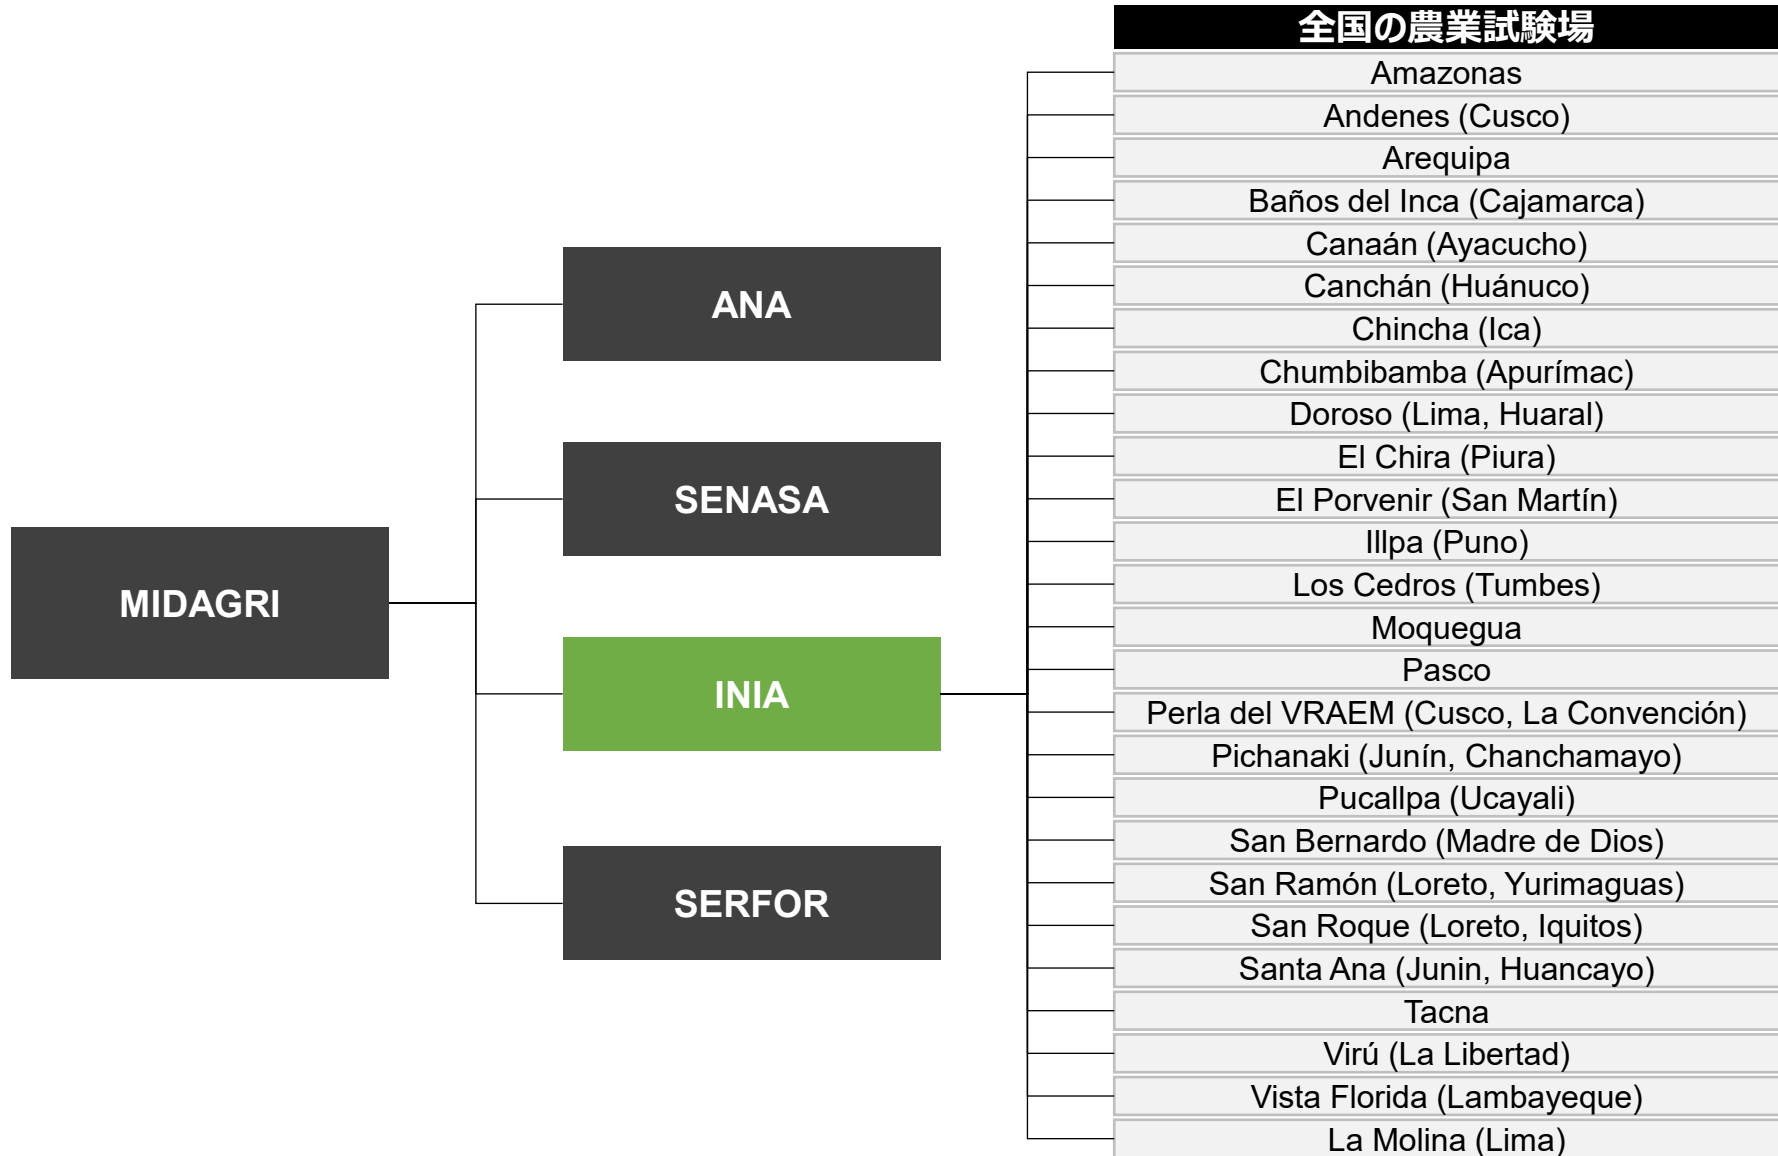 全国の農業試験場
Amazonas
Andenes (Cusco)
Arequipa
Baños del Inca (Cajamarca)
Canaán (Ayacucho)
Canchán (Huánuco)
Chincha (Ica)
Chumbibamba (Apurímac)
Doroso (Lima, Huaral)
El Chira (Piura)
El Porvenir (San Martín)
Illpa (Puno)
Los Cedros (Tumbes)
Moquegua
Pasco
Perla del VRAEM (Cusco, La Convención)
Pichanaki (Junín, Chanchamayo)
Pucallpa (Ucayali)
San Bernardo (Madre de Dios)
San Ramón (Loreto, Yurimaguas)
San Roque (Loreto, Iquitos)
Santa Ana (Junin, Huancayo)
Tacna
Virú (La Libertad)
Vista Florida (Lambayeque)
La Molina (Lima)
ANA
SENASA
MIDAGRI
INIA
SERFOR